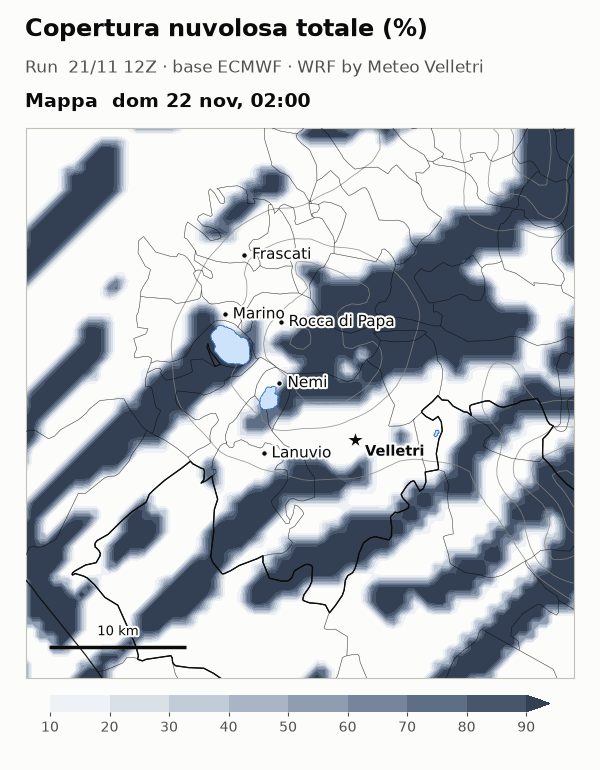 Copertura nuvolosa totale (%)
Run  21/11 12Z · base ECMWF · WRF by Meteo Velletri
Mappa  dom 22 nov, 02:00
Frascati
Marino
Rocca di Papa
Nemi
Velletri
Lanuvio
10 km
10 20 30 40 50 60 70 80 90